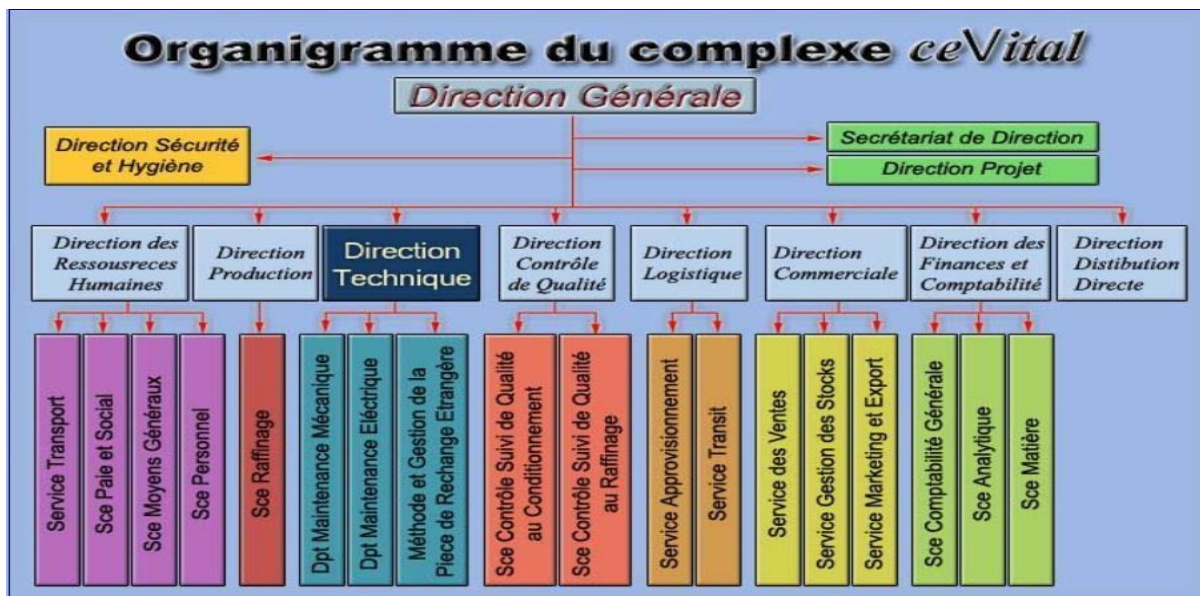 Organigramme du complexe ceVital
Direction Générale
Direction Sécurité
et Hygiène
Secrétariat de Direction
Direction Projet
Direction des
Ressousreces
Humaines
Direction
Production
Direction
Technique
Direction
Contrôle
de Qualité
Direction
Logistique
Direction
Commerciale
Direction des
Finances et
Comptabilité
Direction
Distibution
Directe
Service Transport
Sce Paie et Social
Sce Moyens Généraux
Sce Personnel
Sce Raffinage
Dpt Maintenance Mécanique
Dpt Maintenance Eléctrique
Méthode et Gestion de la
Piece de Rechange Etrangère
Sce Contrôle Suivi de Qualité
au Conditionnement
Sce Contrôle Suivi de Qualité
au Raffinage
Service Approvisionnement
Service Transit
Service des Ventes
Service Gestion des Stocks
Service Marketing et Export
Sce Comptabilité Générale
Sce Analytique
Sce Matière